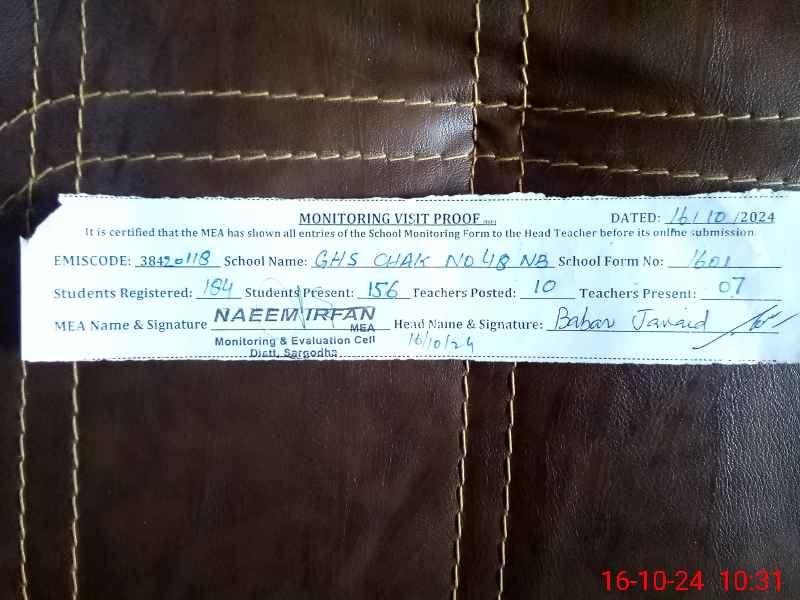 MONITORING VISIT PROOF DATED: 16/10/2024
It is certified that the MEA has shown all entries of the School Monitoring Form to the Head Teacher before its online submission.
EMISCODE: 38420118 School Name: GHS CHAK NO 48 NB School Form No: 1601
Students Registered: 184 Students Present: 156 Teachers Posted: 10 Teachers Present: 07
MEA Name & Signature NAEEM IRFAN Head Name & Signature: Babar Javaid
MEA
Monitoring & Evaluation Cell 16/10/24
Distt. Sargodha
16-10-24 10:31